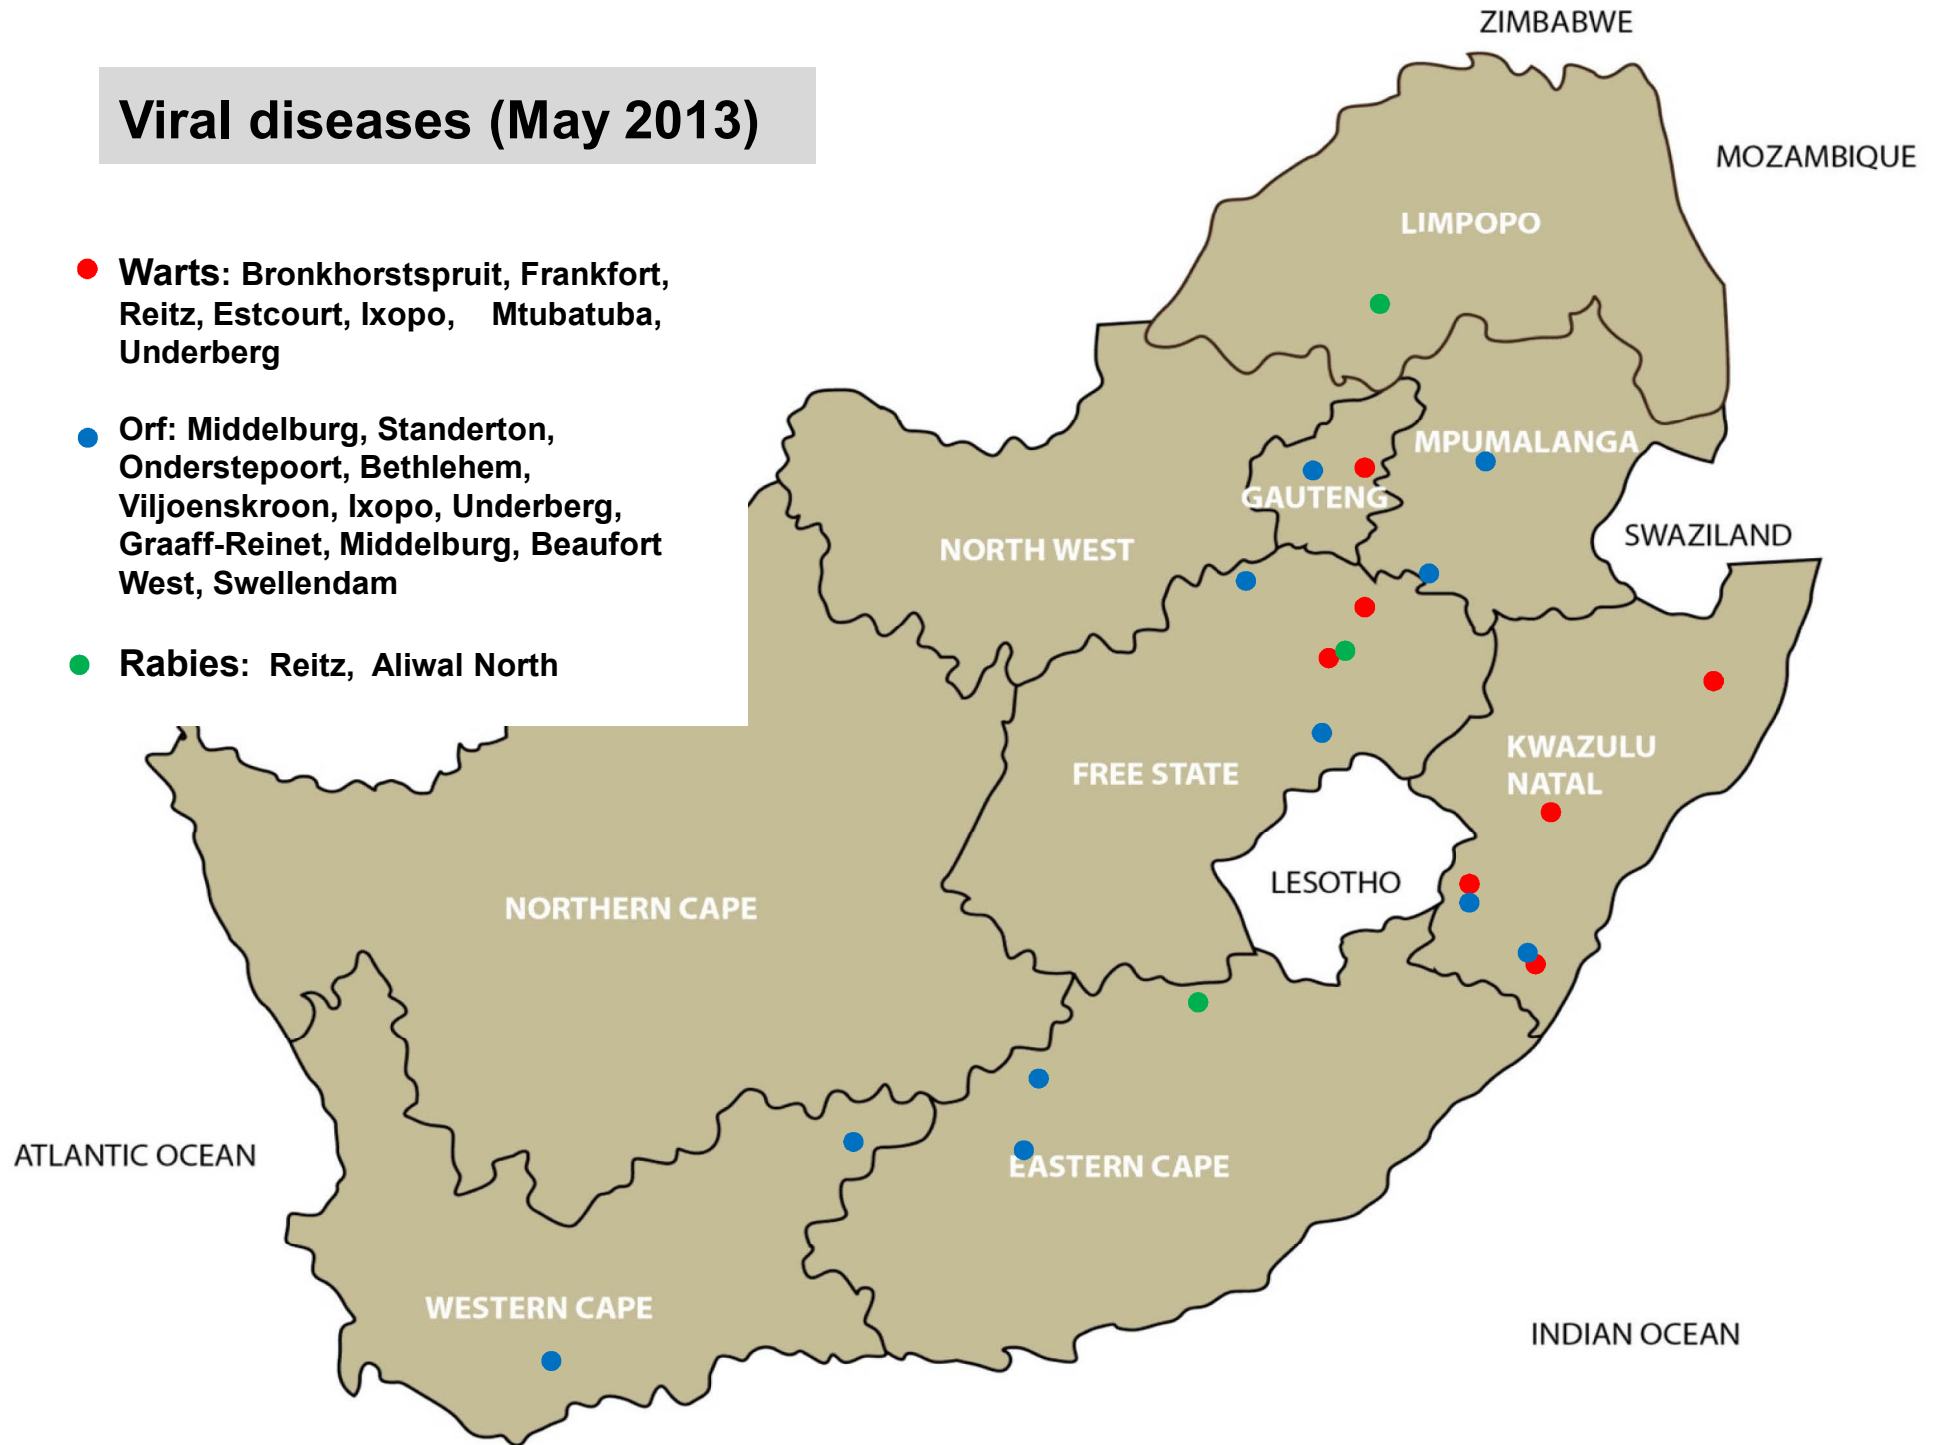 ZIMBABWE
Viral diseases (May 2013)
MOZAMBIQUE
LIMPOPO
Warts: Bronkhorstspruit, Frankfort,
Reitz, Estcourt, Ixopo, Mtubatuba,
Underberg
Orf: Middelburg, Standerton,
Onderstepoort, Bethlehem,
Viljoenskroon, Ixopo, Underberg,
Graaff-Reinet, Middelburg, Beaufort
West, Swellendam
Rabies: Reitz, Aliwal North
MPUMALANGA
GAUTENG
NORTH WEST
SWAZILAND
KWAZULU
NATAL
FREE STATE
LESOTHO
NORTHERN CAPE
ATLANTIC OCEAN
EASTERN CAPE
WESTERN CAPE
INDIAN OCEAN